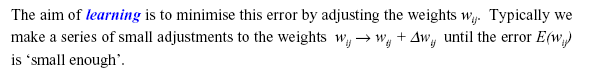 The aim of learning is to minimise this error by adjusting the weights wij. Typically we
make a series of small adjustments to the weights wij → wij + Δwij until the error E(wij)
is ‘small enough’.